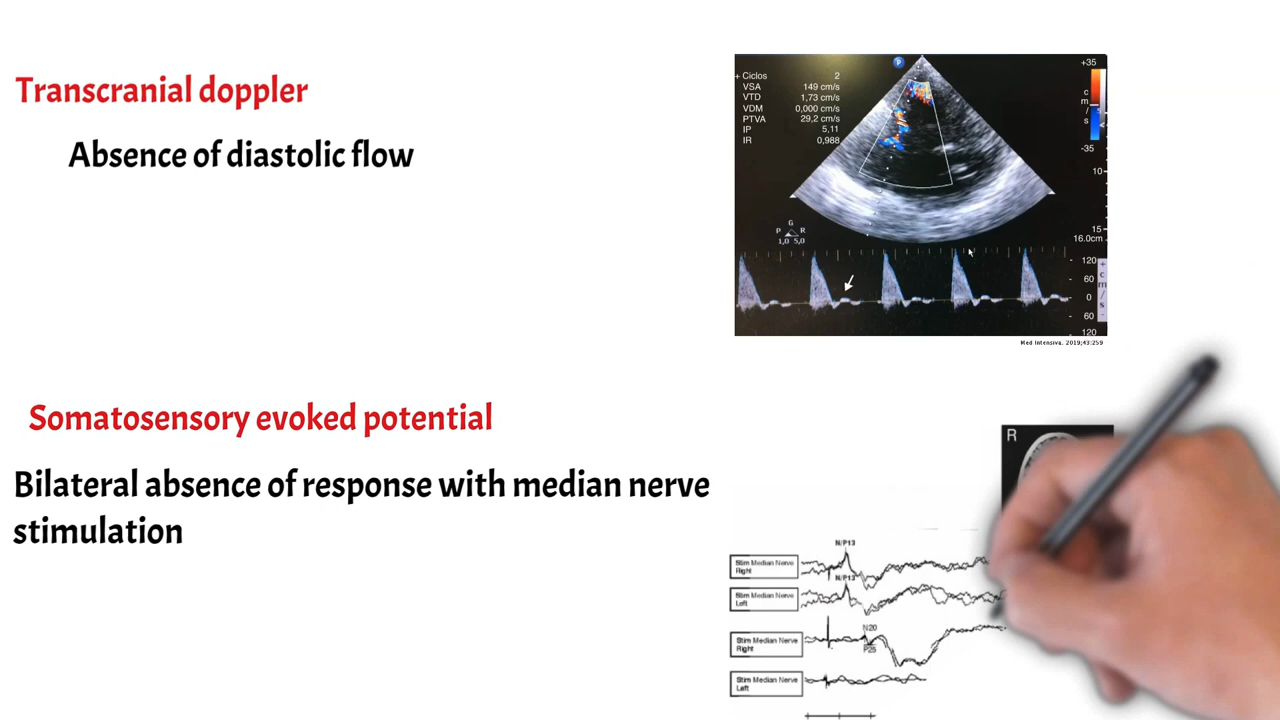 Transcranial doppler
Absence of diastolic flow
+ Ciclos 2
VSA 149 cm/s
VTD 1,73 cm/s
VDM 0,000 cm/s
PTVA 29,2 cm/s
IP 5,11
IR 0,988
P
+35
c
m
/
s
-35
10
15
16.0cm
G
P R
1,0 5,0
120
60
0
60
120
+
c
m
/
s
-
Med Intensiva. 2019;43:259
Somatosensory evoked potential
Bilateral absence of response with median nerve
stimulation
R
N/P13
Stim Median Nerve
Right
N/P13
Stim Median Nerve
Left
N20
Stim Median Nerve
Right
P25
Stim Median Nerve
Left